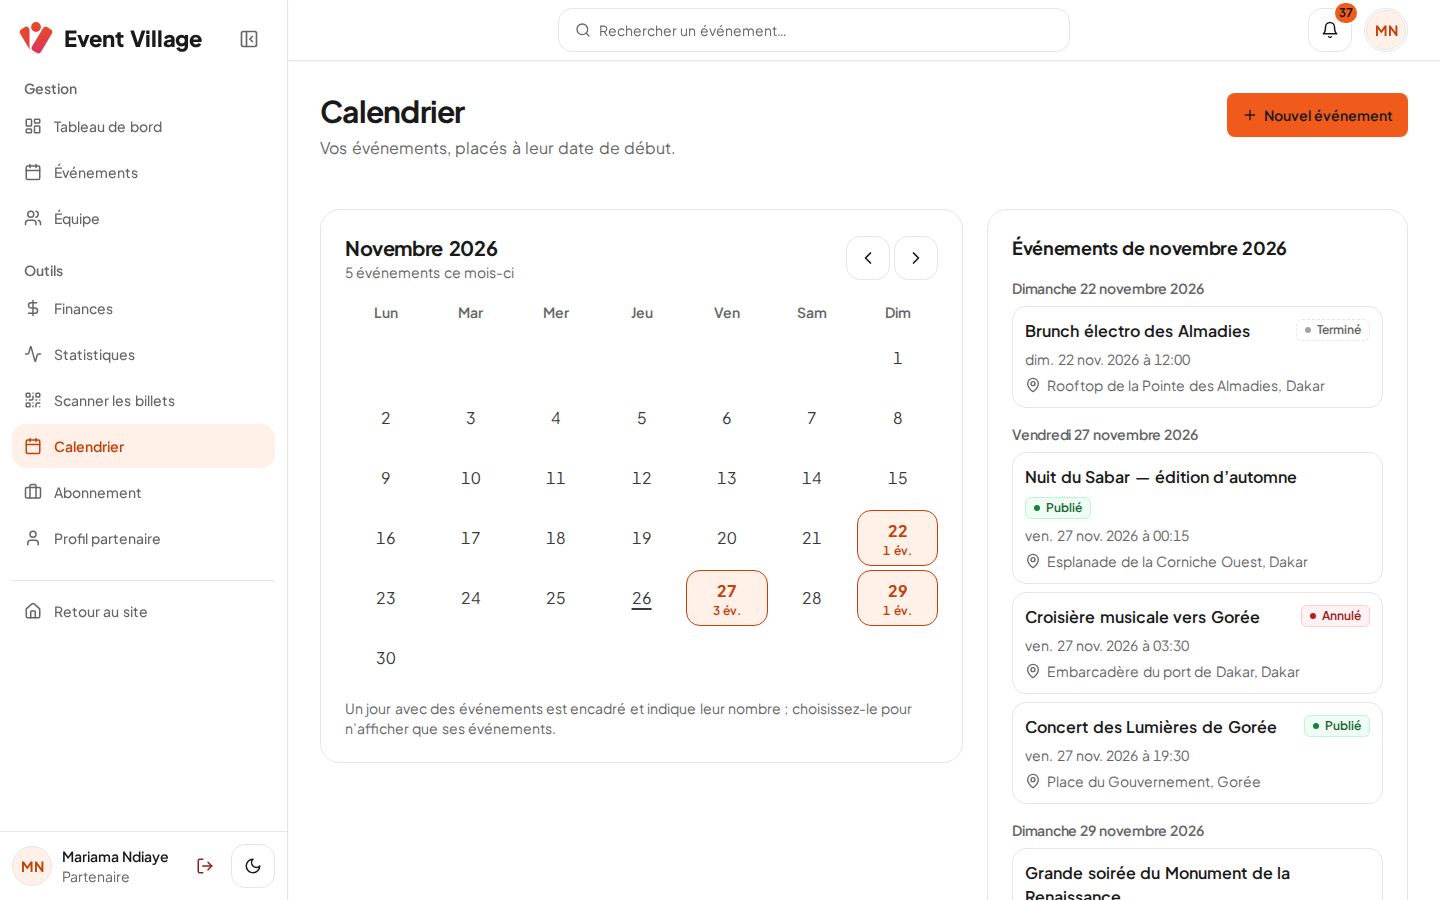 Event Village
Gestion
Tableau de bord
Événements
Équipe
Outils
Finances
Statistiques
Scanner les billets
Calendrier
Abonnement
Profil partenaire
Retour au site
MN
Mariama Ndiaye
Partenaire
Rechercher un événement…
37
MN
Calendrier
Vos événements, placés à leur date de début.
Nouvel événement
Novembre 2026
5 événements ce mois-ci
Lun Mar Mer Jeu Ven Sam Dim
1
2 3 4 5 6 7 8
9 10 11 12 13 14 15
16 17 18 19 20 21 22
1 év.
23 24 25 26 27 28 29
3 év. 1 év.
30
Un jour avec des événements est encadré et indique leur nombre ; choisissez-le pour
n’afficher que ses événements.
Événements de novembre 2026
Dimanche 22 novembre 2026
Brunch électro des Almadies Terminé
dim. 22 nov. 2026 à 12:00
Rooftop de la Pointe des Almadies, Dakar
Vendredi 27 novembre 2026
Nuit du Sabar — édition d’automne
Publié
ven. 27 nov. 2026 à 00:15
Esplanade de la Corniche Ouest, Dakar
Croisière musicale vers Gorée Annulé
ven. 27 nov. 2026 à 03:30
Embarcadère du port de Dakar, Dakar
Concert des Lumières de Gorée Publié
ven. 27 nov. 2026 à 19:30
Place du Gouvernement, Gorée
Dimanche 29 novembre 2026
Grande soirée du Monument de la
Renaissance